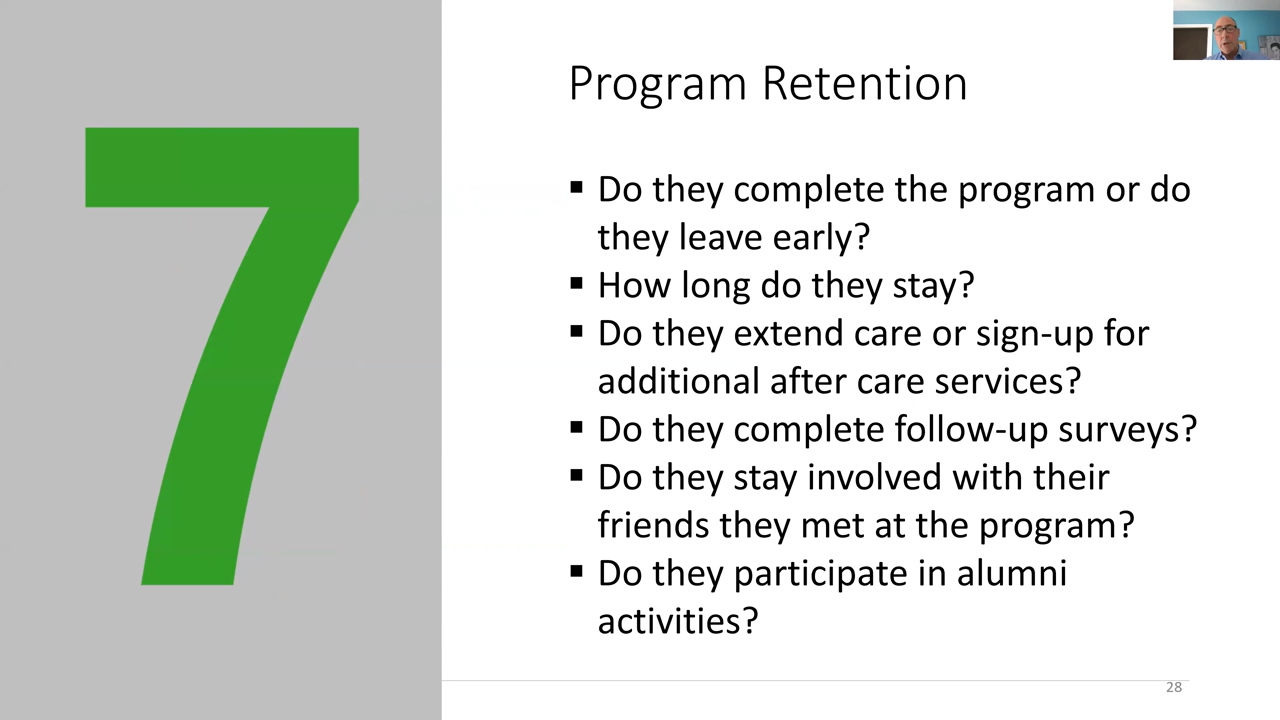 7
Program Retention
▪ Do they complete the program or do
they leave early?
▪ How long do they stay?
▪ Do they extend care or sign-up for
additional after care services?
▪ Do they complete follow-up surveys?
▪ Do they stay involved with their
friends they met at the program?
▪ Do they participate in alumni
activities?
28